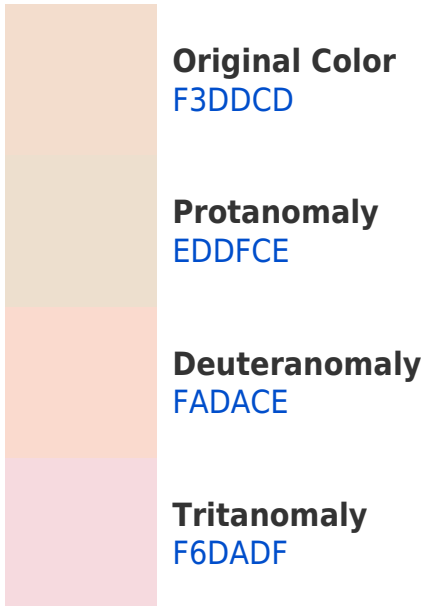 Original Color
F3DDCD
Protanomaly
EDDFCE
Deuteranomaly
FADACE
Tritanomaly
F6DADF